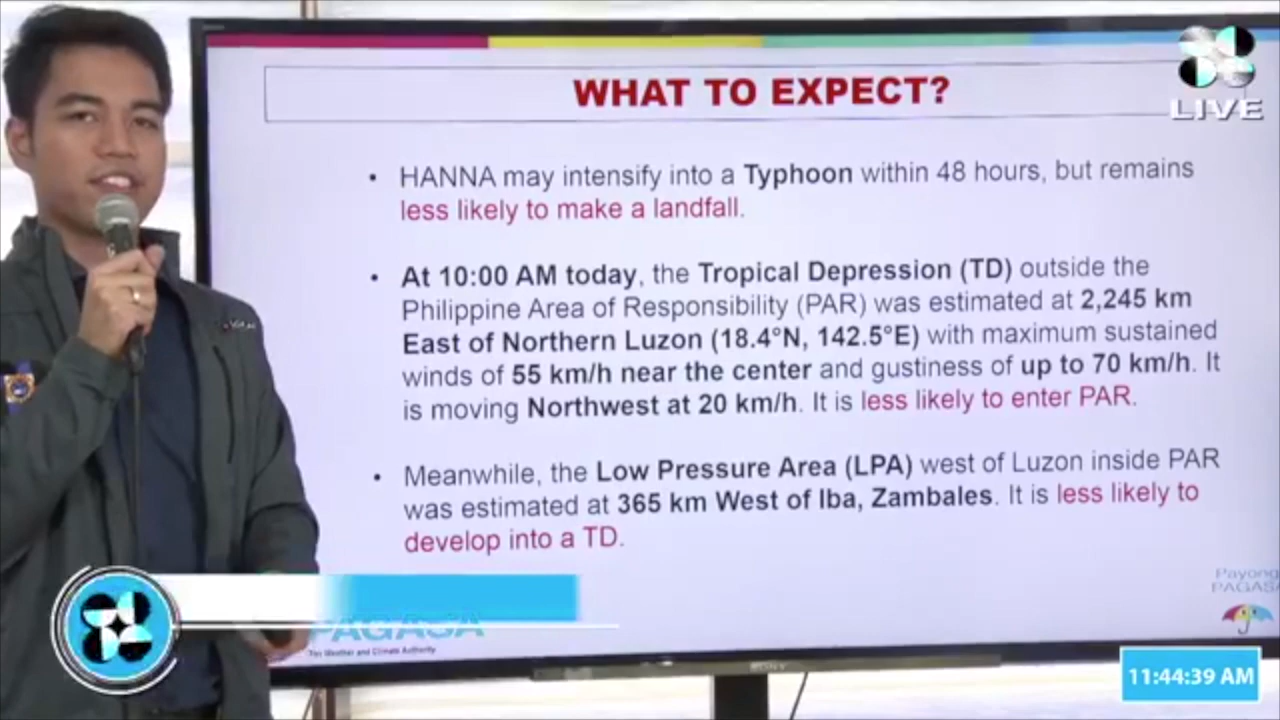 LIVE
WHAT TO EXPECT?
• HANNA may intensify into a Typhoon within 48 hours, but remains
less likely to make a landfall.
• At 10:00 AM today, the Tropical Depression (TD) outside the
Philippine Area of Responsibility (PAR) was estimated at 2,245 km
East of Northern Luzon (18.4°N, 142.5°E) with maximum sustained
winds of 55 km/h near the center and gustiness of up to 70 km/h. It
is moving Northwest at 20 km/h. It is less likely to enter PAR.
• Meanwhile, the Low Pressure Area (LPA) west of Luzon inside PAR
was estimated at 365 km West of Iba, Zambales. It is less likely to
develop into a TD.
Payong
PAGASA
PAGASA
Weather and Climate Authority
SONY
11:44:39 AM